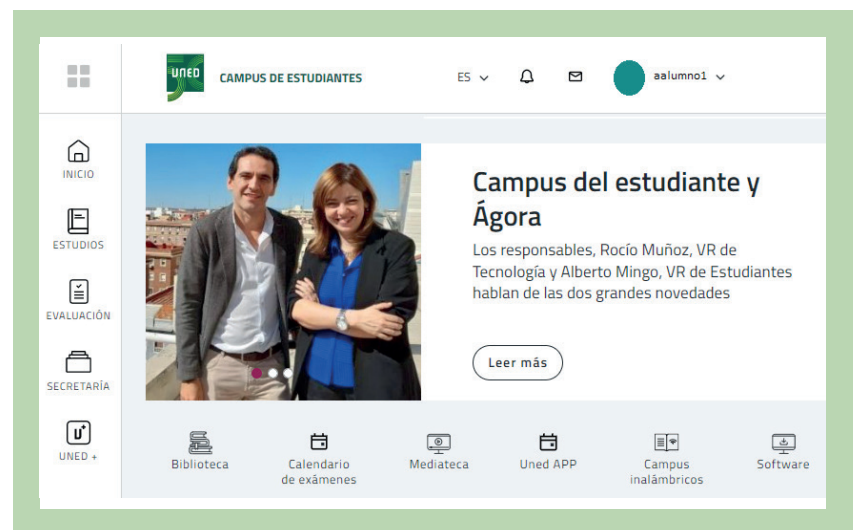 UNED
CAMPUS DE ESTUDIANTES
ES
aalumno1
INICIO
ESTUDIOS
EVALUACIÓN
SECRETARÍA
U+
UNED +
Campus del estudiante y
Ágora
Los responsables, Rocío Muñoz, VR de
Tecnología y Alberto Mingo, VR de Estudiantes
hablan de las dos grandes novedades
Leer más
Biblioteca
Calendario
de exámenes
Mediateca
Uned APP
Campus
inalámbricos
Software